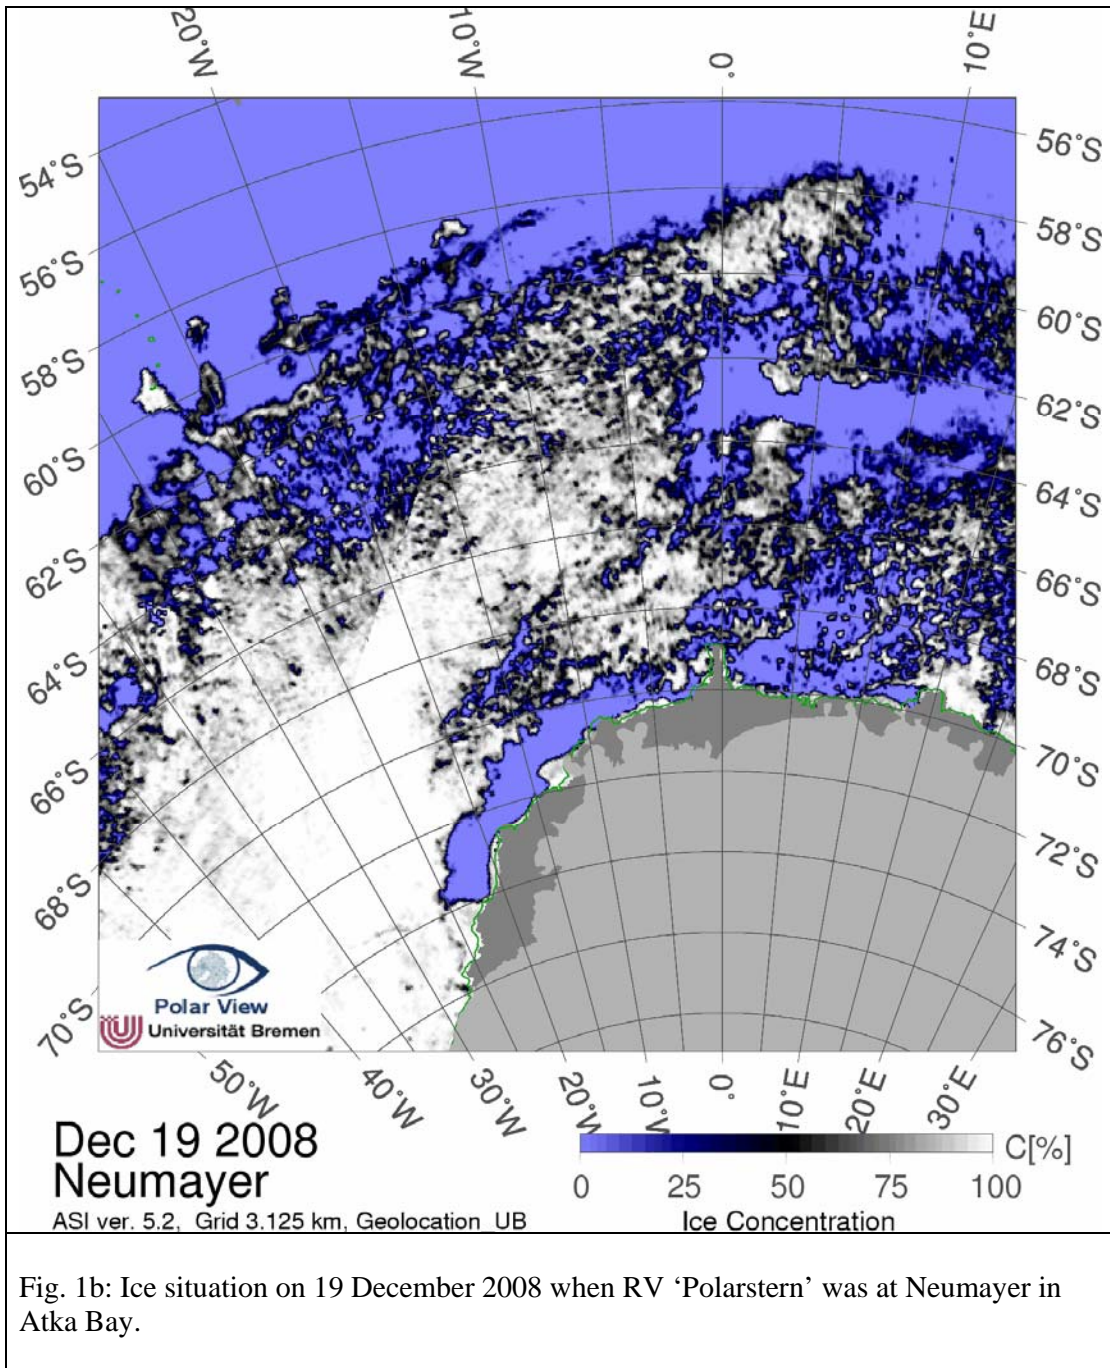 20°W
10°W
0°
10°E
54°S
56°S
58°S
60°S
62°S
64°S
66°S
68°S
70°S
56°S
58°S
60°S
62°S
64°S
66°S
68°S
70°S
72°S
74°S
76°S
Polar View
Universität Bremen
50°W
40°W
30°W
20°W
10°W
0°
10°E
20°E
30°E
Dec 19 2008
Neumayer
ASI ver. 5.2, Grid 3.125 km, Geolocation_UB
C[%]
0 25 50 75 100
Ice Concentration
Fig. 1b: Ice situation on 19 December 2008 when RV ‘Polarstern’ was at Neumayer in
Atka Bay.